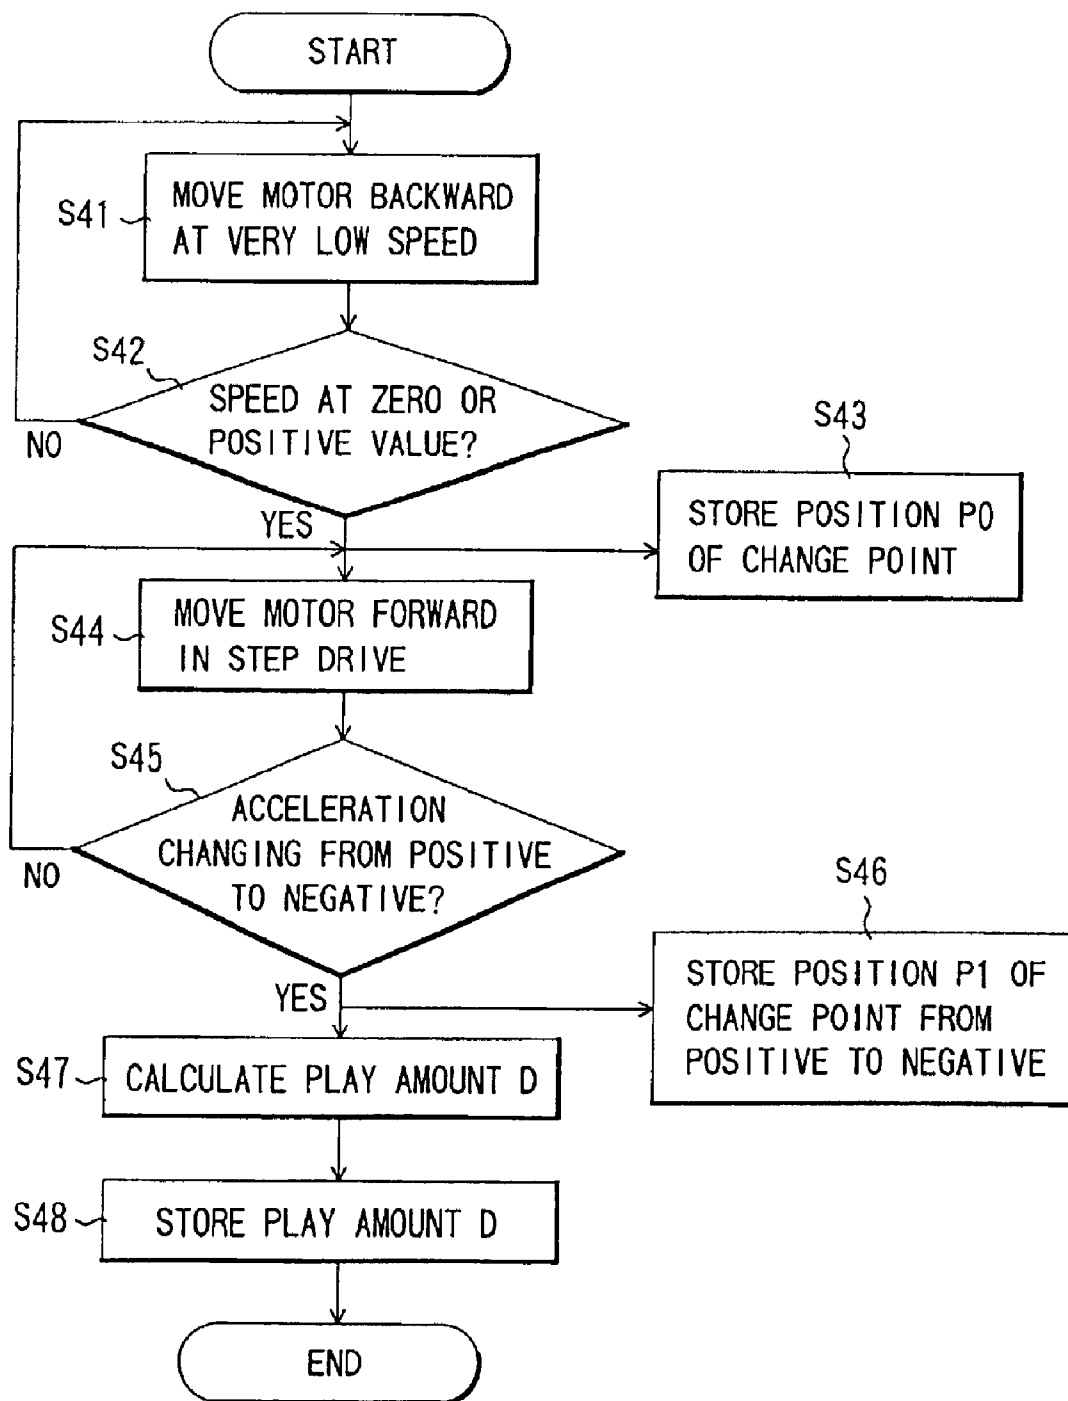 START
S41
MOVE MOTOR BACKWARD
AT VERY LOW SPEED
S42
SPEED AT ZERO OR
POSITIVE VALUE?
NO
YES
S43
STORE POSITION P0
OF CHANGE POINT
S44
MOVE MOTOR FORWARD
IN STEP DRIVE
S45
ACCELERATION
CHANGING FROM POSITIVE
TO NEGATIVE?
NO
YES
S46
STORE POSITION P1 OF
CHANGE POINT FROM
POSITIVE TO NEGATIVE
S47
CALCULATE PLAY AMOUNT D
S48
STORE PLAY AMOUNT D
END